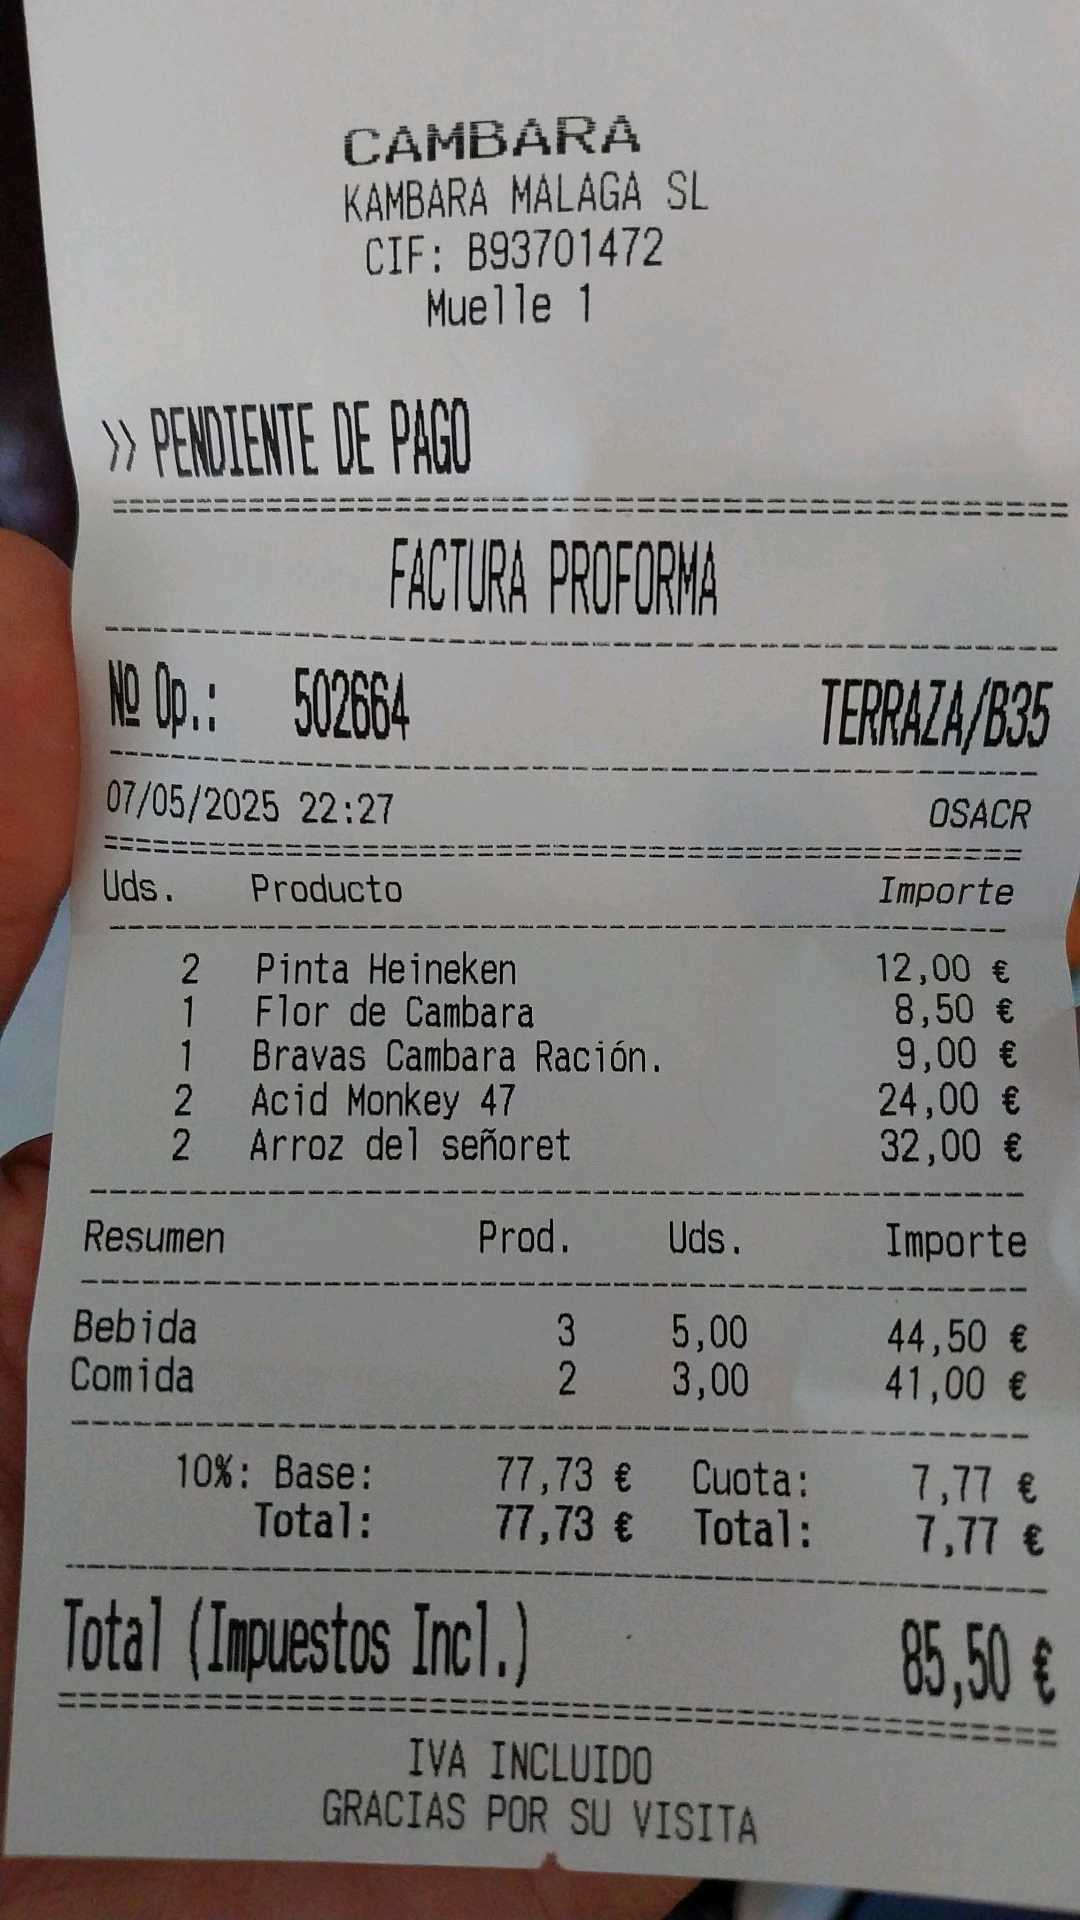 CAMBARA
KAMBARA MALAGA SL
CIF: B93701472
Muelle 1
>> PENDIENTE DE PAGO
FACTURA PROFORMA
Nº Op.: 502664 TERRAZA/B35
07/05/2025 22:27 OSACR
Uds. Producto Importe
2 Pinta Heineken 12,00 €
1 Flor de Cambara 8,50 €
1 Bravas Cambara Ración. 9,00 €
2 Acid Monkey 47 24,00 €
2 Arroz del señoret 32,00 €
Resumen Prod. Uds. Importe
Bebida 3 5,00 44,50 €
Comida 2 3,00 41,00 €
10%: Base: 77,73 € Cuota: 7,77 €
Total: 77,73 € Total: 7,77 €
Total (Impuestos Incl.) 85,50 €
IVA INCLUIDO
GRACIAS POR SU VISITA